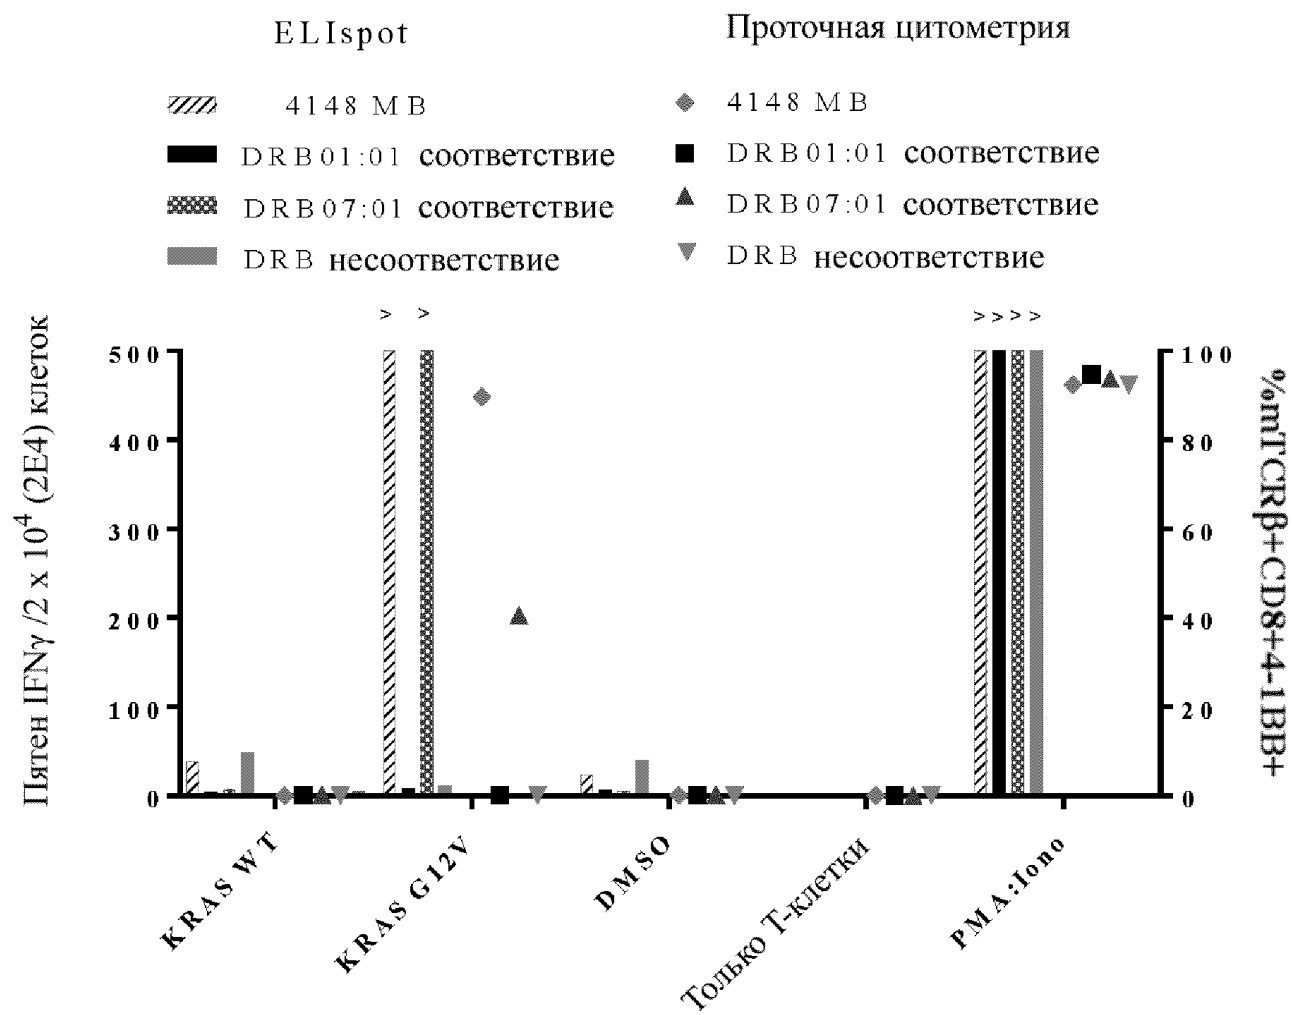 ELIspot
Проточная цитометрия
4148 MB
DRB01:01 соответствие
DRB07:01 соответствие
DRB несоответствие
4148 MB
DRB01:01 соответствие
DRB07:01 соответствие
DRB несоответствие
> >
> > > >
Пятен IFNγ /2 x 10⁴ (2E4) клеток
500
400
300
200
100
0
100
80
60
40
20
0
%mTCRβ+CD8+4-1BB+
KRAS WT
KRAS G12V
DMSO
Только Т-клетки
PMA:Iono